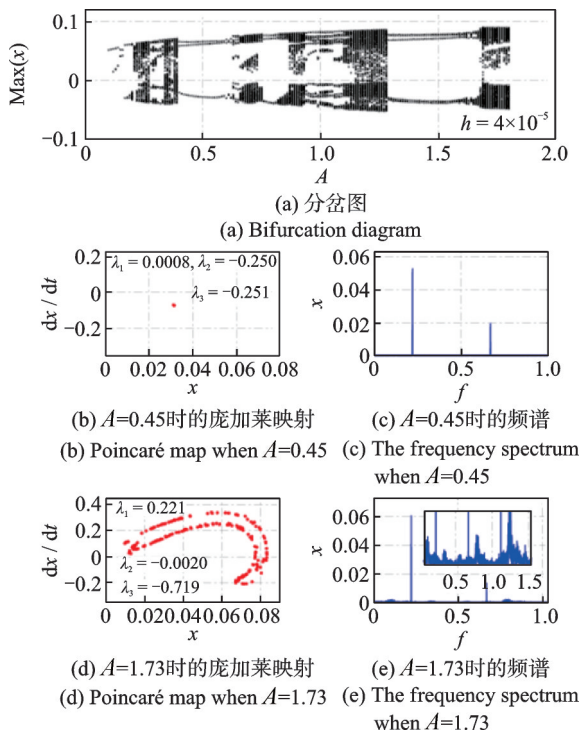 0.1
0
−0.1
Max(x)
h = 4×10⁻⁵
0 0.5 1.0 1.5 2.0
A
(a) 分岔图
(a) Bifurcation diagram
0.2
0
−0.2
dx / dt
λ₁ = 0.0008, λ₂ = −0.250
λ₃ = −0.251
0 0.02 0.04 0.06 0.08
x
(b) A=0.45时的庞加莱映射
(b) Poincaré map when A=0.45
0.06
0.04
0.02
0
x
0 0.5 1.0
f
(c) A=0.45时的频谱
(c) The frequency spectrum
when A=0.45
0.4
0.2
0
−0.2
dx / dt
λ₁ = 0.221
λ₂ = −0.0020
λ₃ = −0.719
0 0.02 0.04 0.06 0.08
x
(d) A=1.73时的庞加莱映射
(d) Poincaré map when A=1.73
0.06
0.04
0.02
0
x
0.5 1.0 1.5
0 0.5 1.0
f
(e) A=1.73时的频谱
(e) The frequency spectrum
when A=1.73